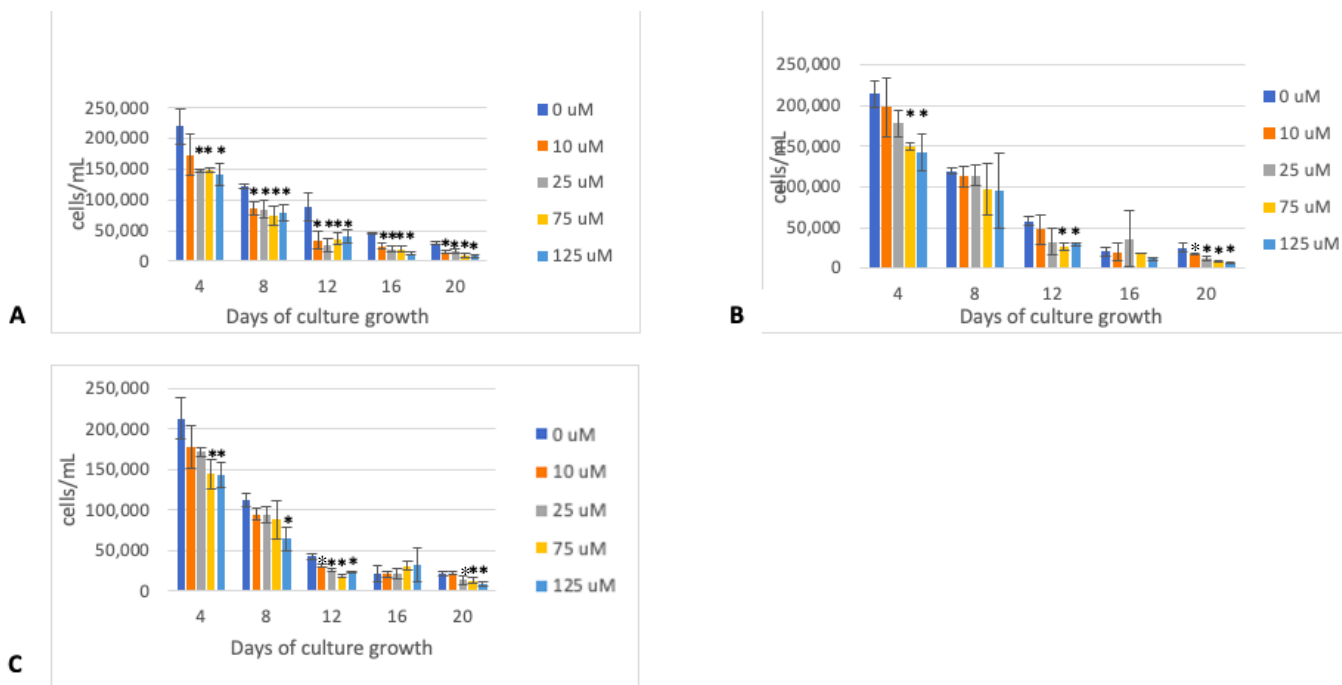 250,000
200,000
150,000
100,000
50,000
0
cells/mL
** *
* ***
* ***
****
****
4 8 12 16 20
Days of culture growth
0 uM
10 uM
25 uM
75 uM
125 uM
A
250,000
200,000
150,000
100,000
50,000
0
cells/mL
* *
* *
* * * *
4 8 12 16 20
Days of culture growth
0 uM
10 uM
25 uM
75 uM
125 uM
B
250,000
200,000
150,000
100,000
50,000
0
cells/mL
**
*
* ** *
* **
4 8 12 16 20
Days of culture growth
0 uM
10 uM
25 uM
75 uM
125 uM
C